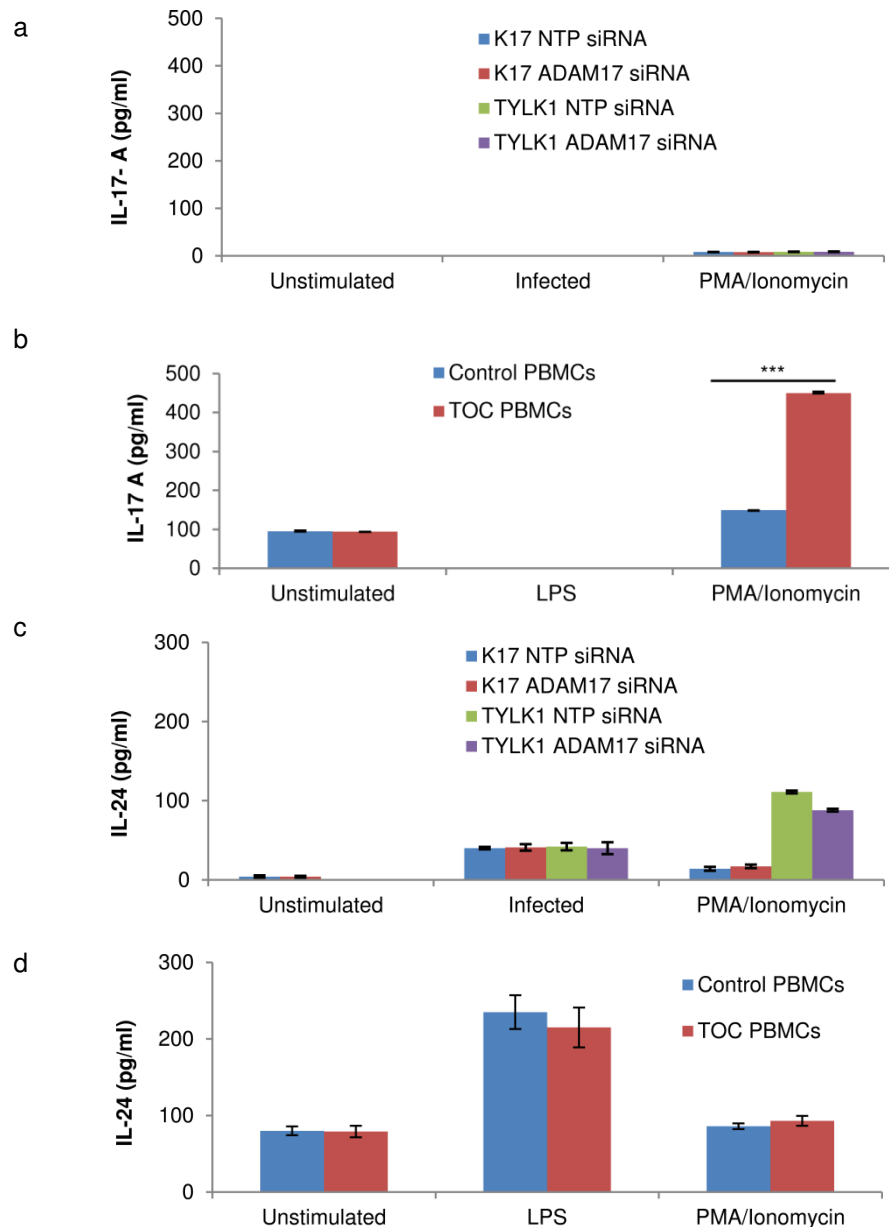 a
IL-17- A (pg/ml)
500
400
300
200
100
0
K17 NTP siRNA
K17 ADAM17 siRNA
TYLK1 NTP siRNA
TYLK1 ADAM17 siRNA
Unstimulated Infected PMA/Ionomycin
b
IL-17 A (pg/ml)
500
400
300
200
100
0
Control PBMCs
TOC PBMCs
***
Unstimulated LPS PMA/Ionomycin
c
IL-24 (pg/ml)
300
200
100
0
K17 NTP siRNA
K17 ADAM17 siRNA
TYLK1 NTP siRNA
TYLK1 ADAM17 siRNA
Unstimulated Infected PMA/Ionomycin
d
IL-24 (pg/ml)
300
200
100
0
Control PBMCs
TOC PBMCs
Unstimulated LPS PMA/Ionomycin